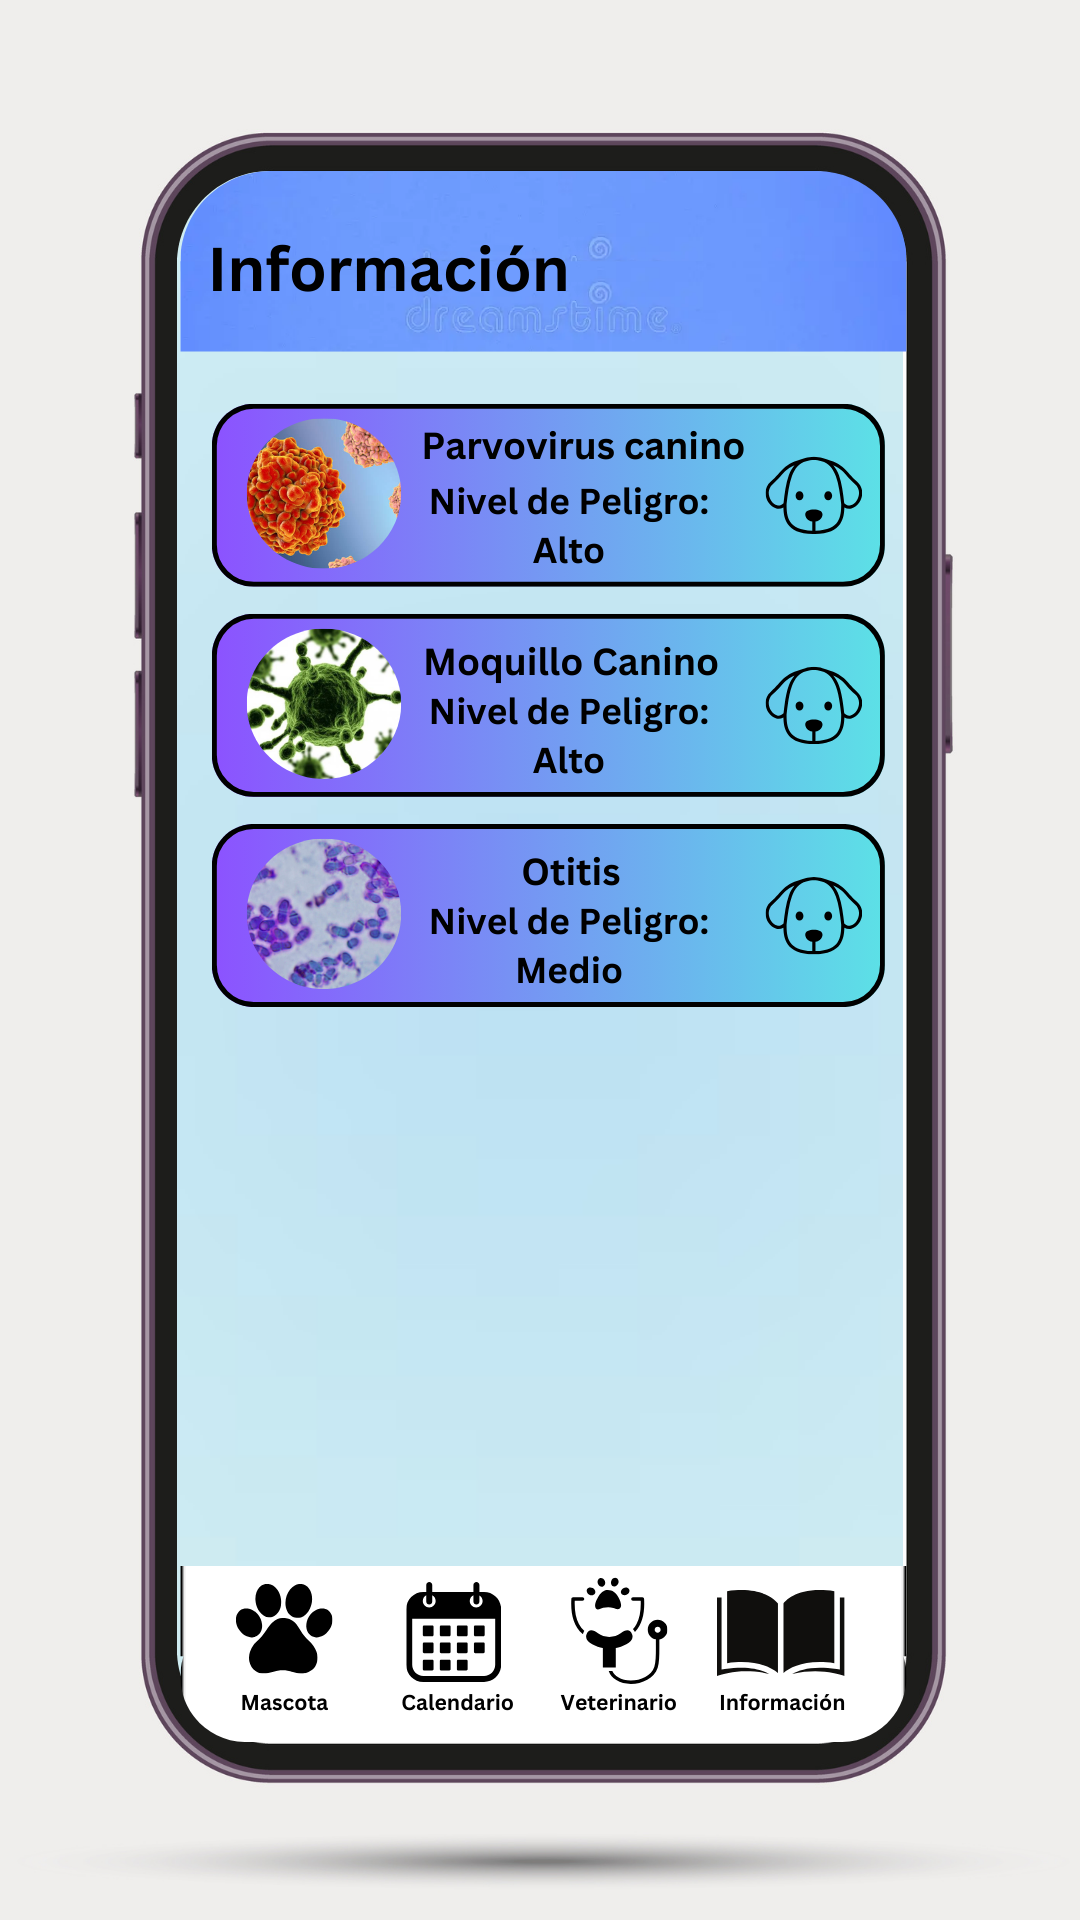 Información
dreamstime.
Parvovirus canino
Nivel de Peligro:
Alto
Moquillo Canino
Nivel de Peligro:
Alto
Otitis
Nivel de Peligro:
Medio
Mascota
Calendario
Veterinario
Información